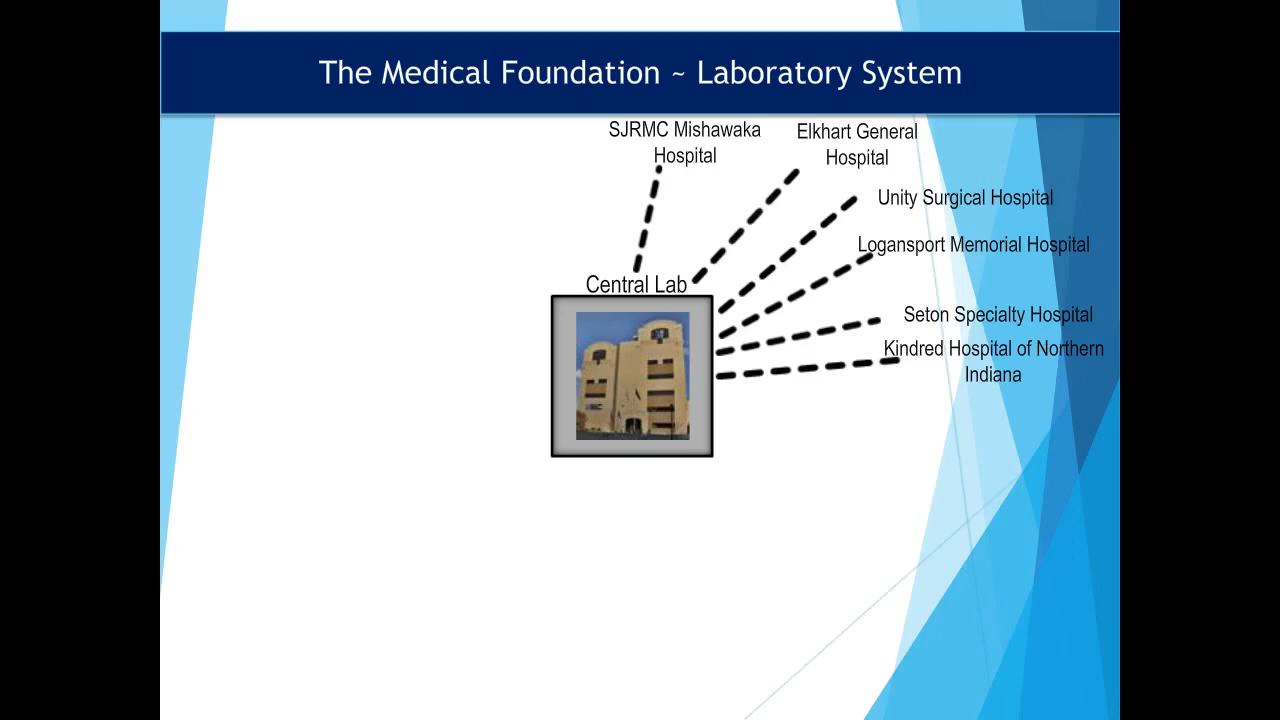 The Medical Foundation ~ Laboratory System
SJRMC Mishawaka
Hospital
Elkhart General
Hospital
Unity Surgical Hospital
Logansport Memorial Hospital
Central Lab
Seton Specialty Hospital
Kindred Hospital of Northern
Indiana